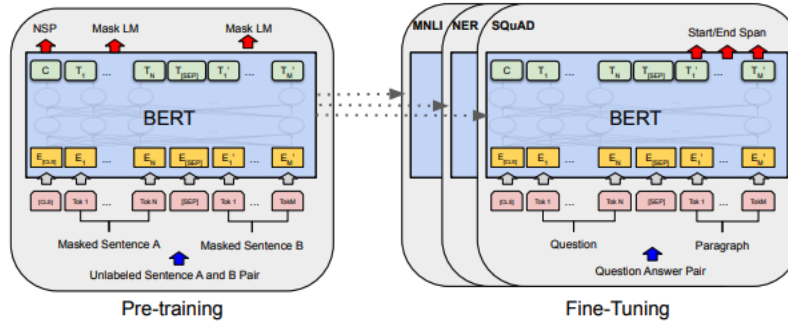 NSP Mask LM Mask LM
C T1 ... TN T[SEP] T1' ... TM'
BERT
E[CLS] E1 ... EN E[SEP] E1' ... EM'
[CLS] Tok 1 ... Tok N [SEP] Tok 1 ... TokM
Masked Sentence A Masked Sentence B
Unlabeled Sentence A and B Pair
Pre-training
MNLI NER SQuAD
Start/End Span
C T1 ... TN T[SEP] T1' ... TM'
BERT
E[CLS] E1 ... EN E[SEP] E1' ... EM'
[CLS] Tok 1 ... Tok N [SEP] Tok 1 ... TokM
Question Paragraph
Question Answer Pair
Fine-Tuning